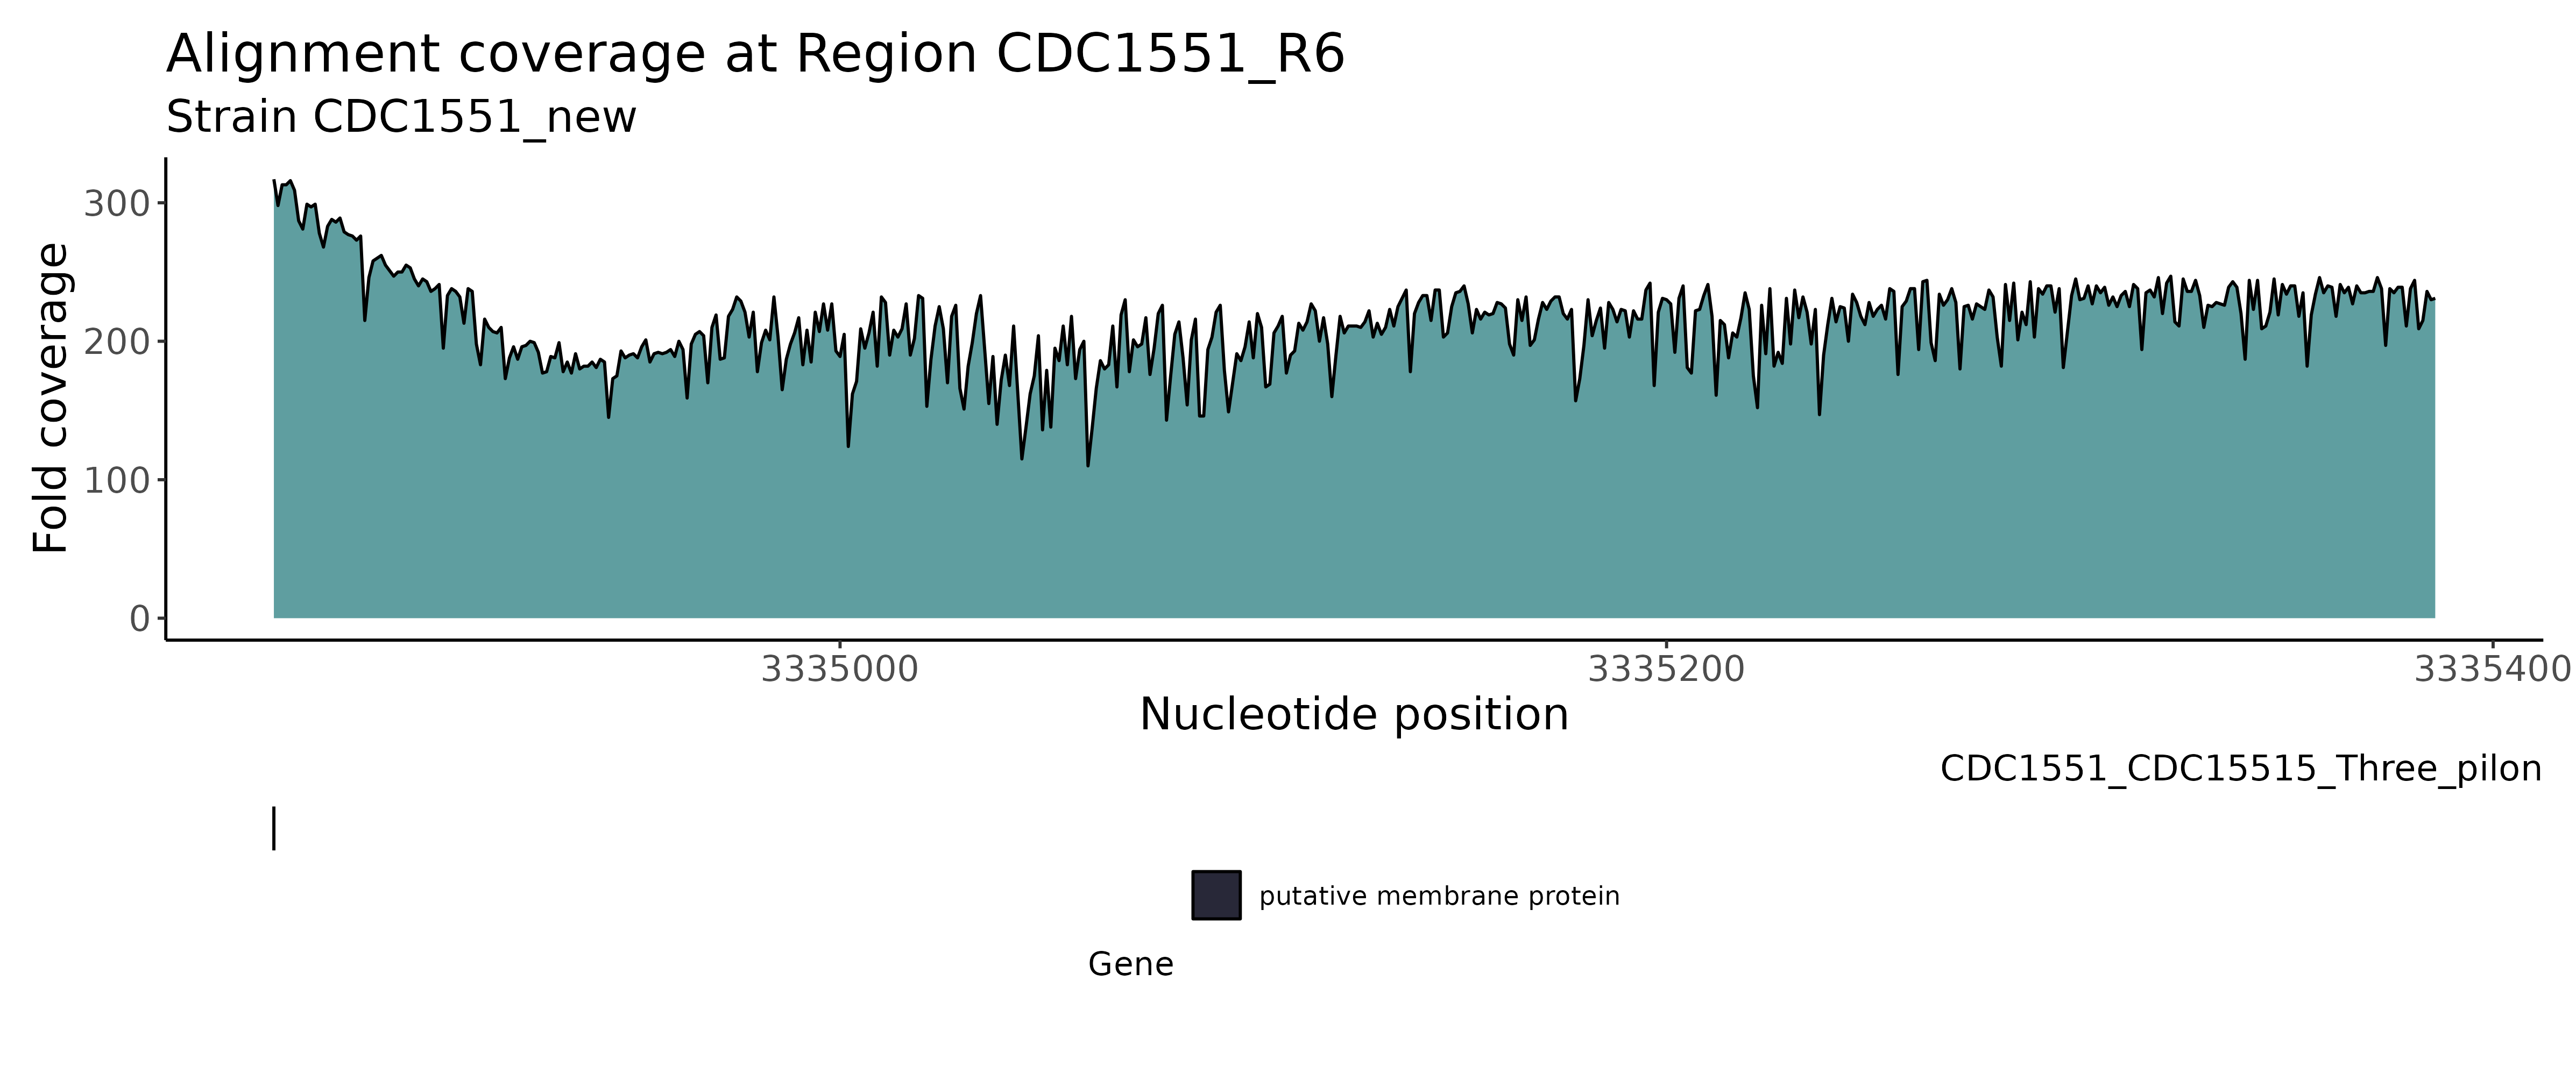 Alignment coverage at Region CDC1551_R6
Strain CDC1551_new
Fold coverage
300
200
100
0
3335000 3335200 3335400
Nucleotide position
CDC1551_CDC15515_Three_pilon
putative membrane protein
Gene